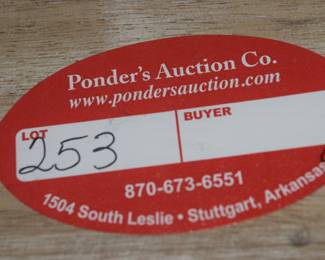 Ponder's Auction Co.
www.pondersauction.com
LOT BUYER
253
870-673-6551
1504 South Leslie • Stuttgart, Arkansas